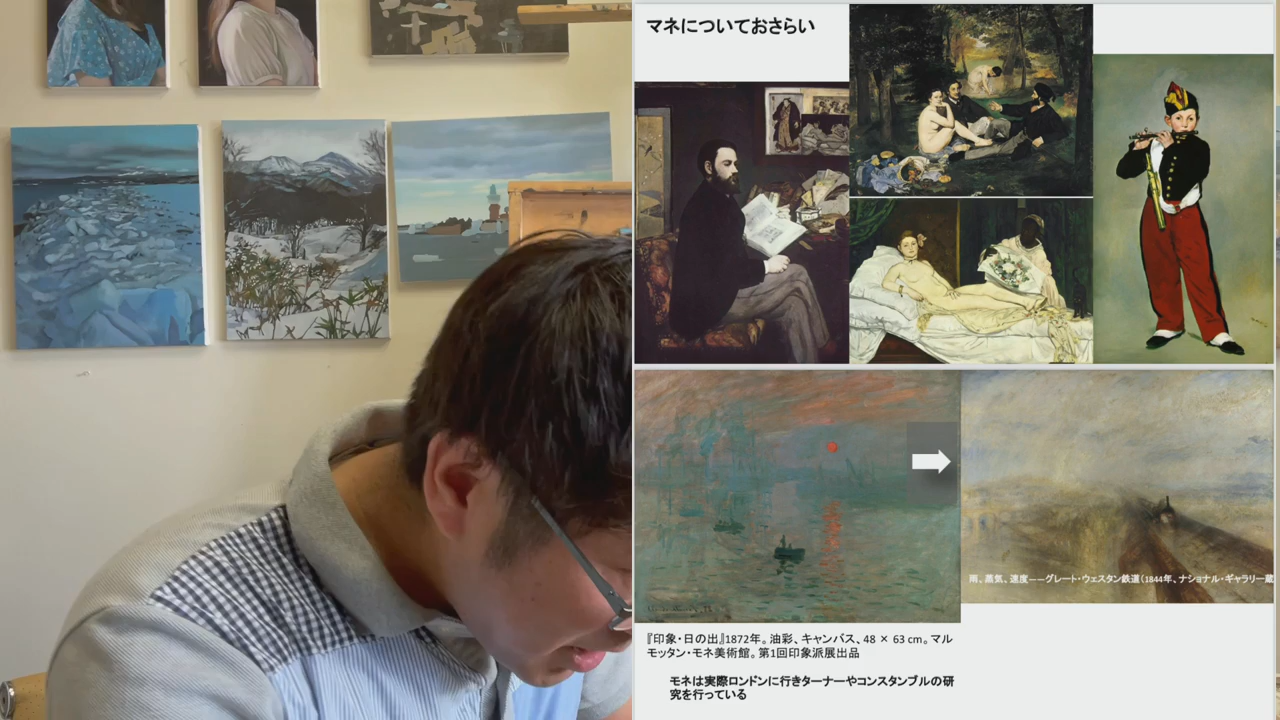 マネについておさらい
雨、蒸気、速度——グレート・ウェスタン鉄道（1844年、ナショナル・ギャラリー蔵
『印象・日の出』1872年。油彩、キャンバス、48 × 63 cm。マル
モッタン・モネ美術館。第1回印象派展出品
モネは実際ロンドンに行きターナーやコンスタンブルの研
究を行っている